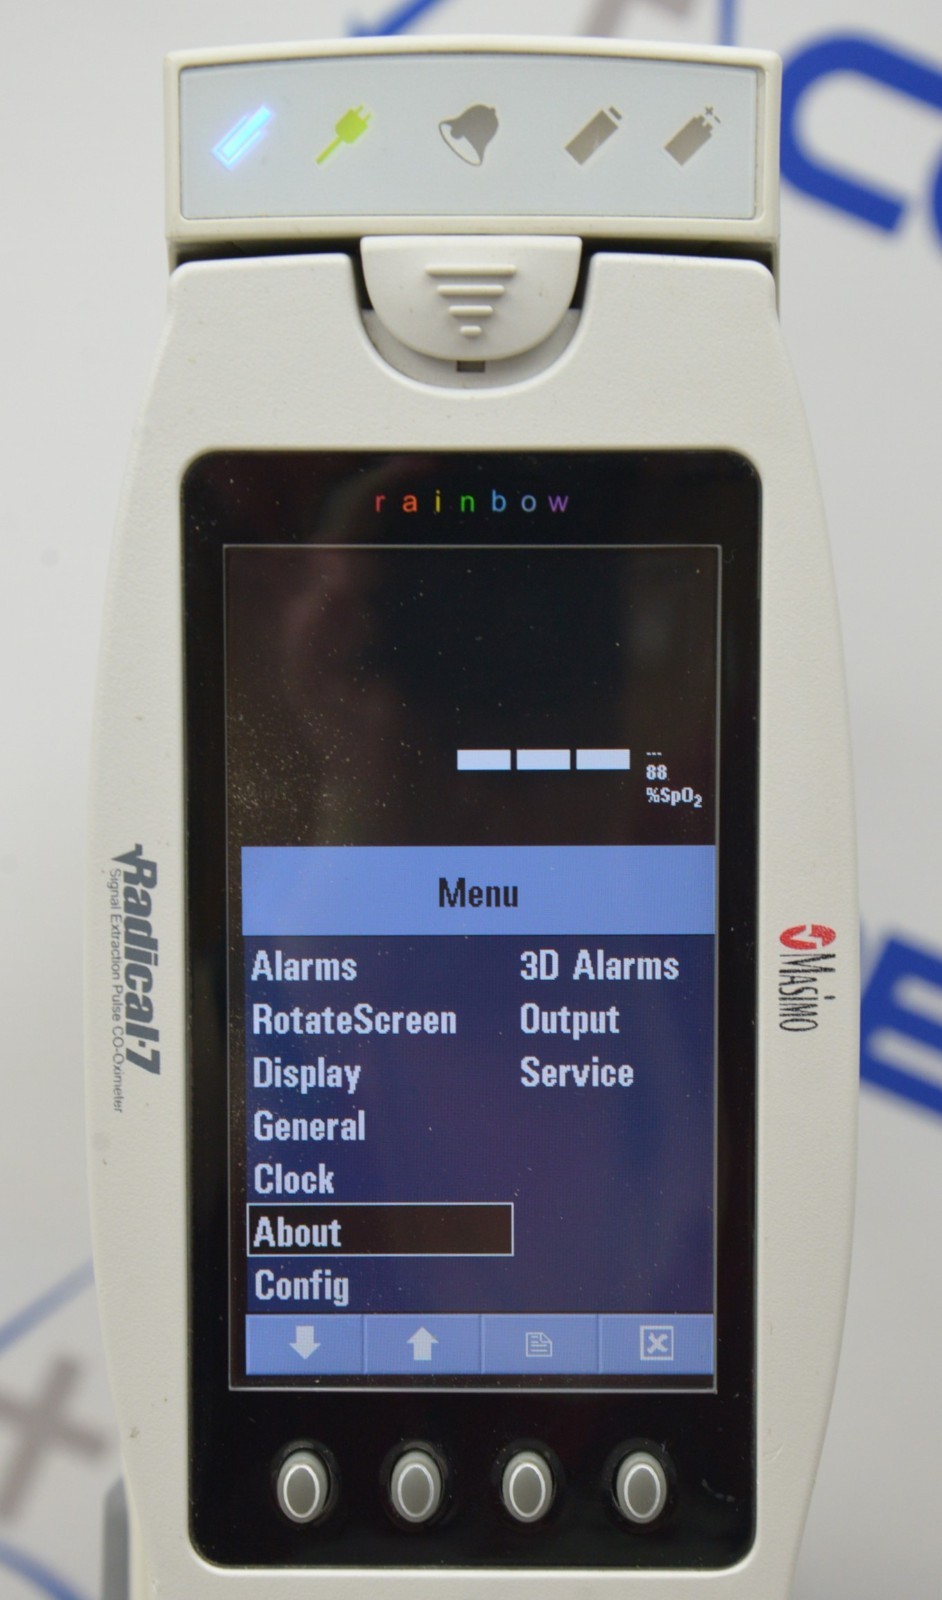 rainbow
---
88
%SpO2
Menu
Alarms
3D Alarms
RotateScreen
Output
Display
Service
General
Clock
About
Config
Radical·7
Signal Extraction Pulse CO-Oximeter
MASIMO